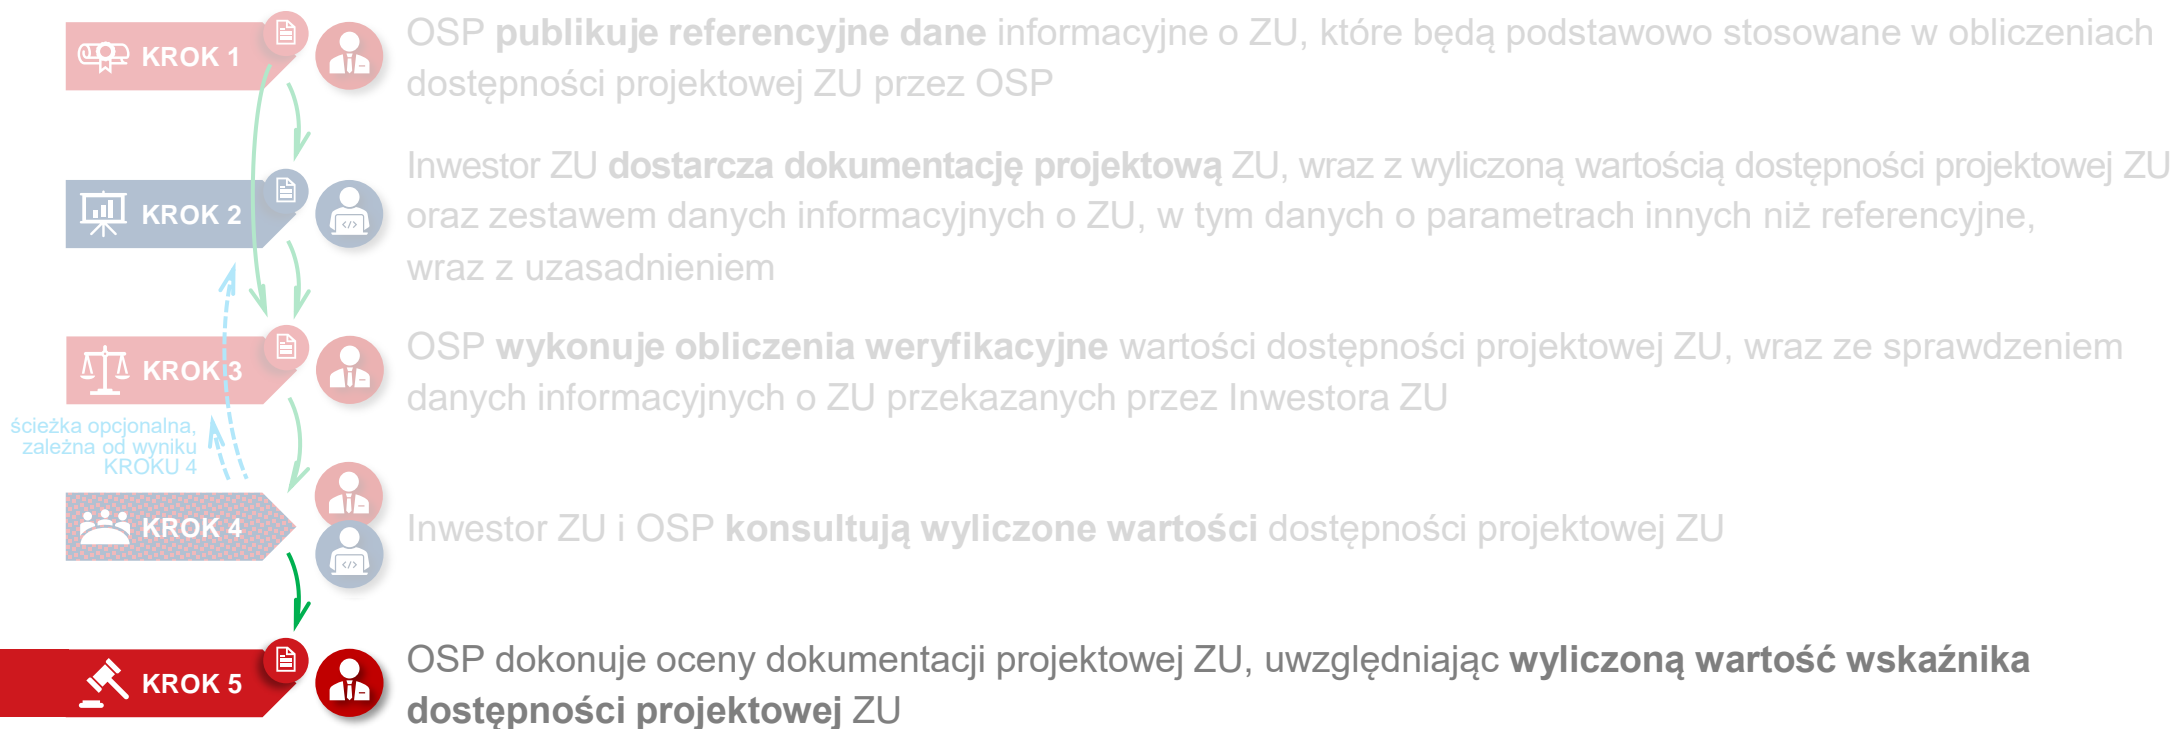 KROK 1
OSP publikuje referencyjne dane informacyjne o ZU, które będą podstawowo stosowane w obliczeniach
dostępności projektowej ZU przez OSP
KROK 2
Inwestor ZU dostarcza dokumentację projektową ZU, wraz z wyliczoną wartością dostępności projektowej ZU
oraz zestawem danych informacyjnych o ZU, w tym danych o parametrach innych niż referencyjne,
wraz z uzasadnieniem
KROK 3
OSP wykonuje obliczenia weryfikacyjne wartości dostępności projektowej ZU, wraz ze sprawdzeniem
danych informacyjnych o ZU przekazanych przez Inwestora ZU
ścieżka opcjonalna,
zależna od wyniku
KROKU 4
KROK 4
Inwestor ZU i OSP konsultują wyliczone wartości dostępności projektowej ZU
KROK 5
OSP dokonuje oceny dokumentacji projektowej ZU, uwzględniając wyliczoną wartość wskaźnika
dostępności projektowej ZU